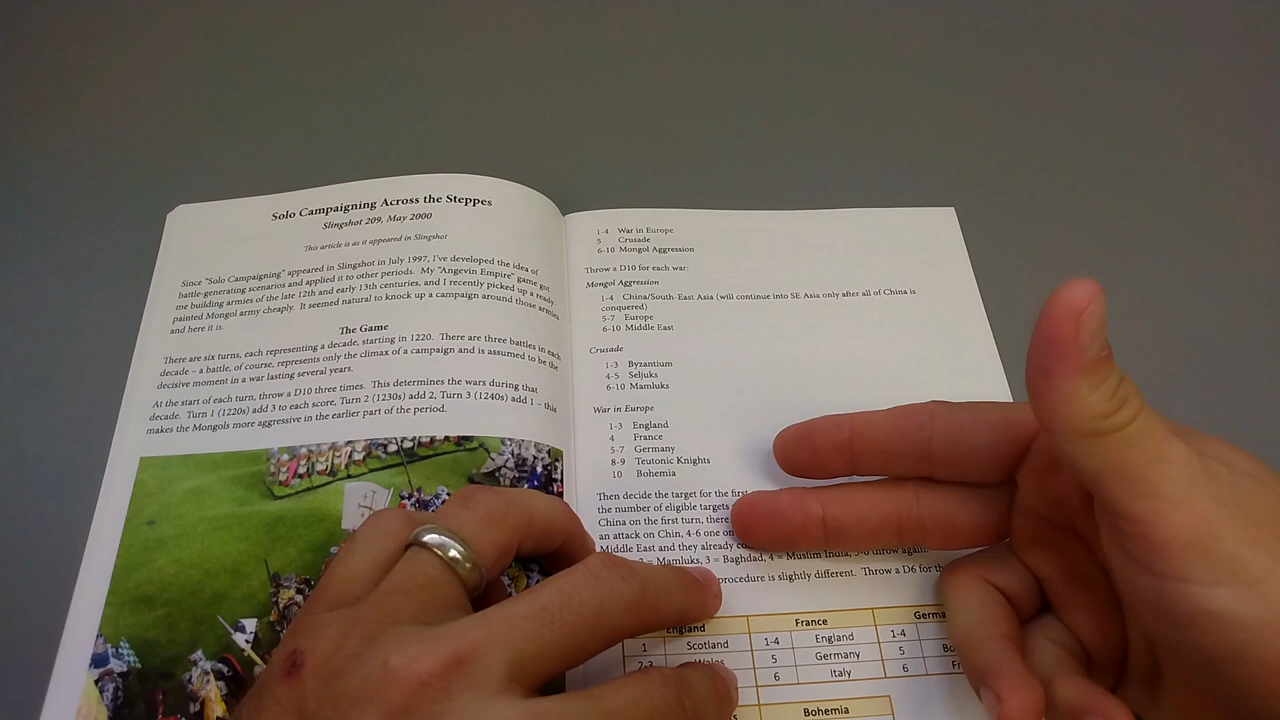 Solo Campaigning Across the Steppes
Slingshot 209, May 2000
This article is as it appeared in Slingshot
Since "Solo Campaigning" appeared in Slingshot in July 1997, I've developed the idea of
battle-generating scenarios and applied it to other periods. My "Angevin Empire" game got
me building armies of the late 12th and early 13th centuries, and I recently picked up a ready
painted Mongol army cheaply. It seemed natural to knock up a campaign around those armies
and here it is.
The Game
There are six turns, each representing a decade, starting in 1220. There are three battles in each
decade – a battle, of course, represents only the climax of a campaign and is assumed to be the
decisive moment in a war lasting several years.
At the start of each turn, throw a D10 three times. This determines the wars during that
decade. Turn 1 (1220s) add 3 to each score, Turn 2 (1230s) add 2, Turn 3 (1240s) add 1 – this
makes the Mongols more aggressive in the earlier part of the period.
1-4 War in Europe
5 Crusade
6-10 Mongol Aggression
Throw a D10 for each war:
Mongol Aggression
1-4 China/South-East Asia (will continue into SE Asia only after all of China is
conquered)
5-7 Europe
6-10 Middle East
Crusade
1-3 Byzantium
4-5 Seljuks
6-10 Mamluks
War in Europe
1-3 England
4 France
5-7 Germany
8-9 Teutonic Knights
10 Bohemia
Then decide the target for the first
the number of eligible targets
China on the first turn, there
an attack on Chin, 4-6 one on
Middle East and they already
= Mamluks, 3 = Baghdad, 4 = Muslim India, 5-6 throw again.
procedure is slightly different. Throw a D6 for the
England France
1 Scotland 1-4 England 1-4
2-3 Wales 5 Germany 5
6 Italy 6
Bohemia